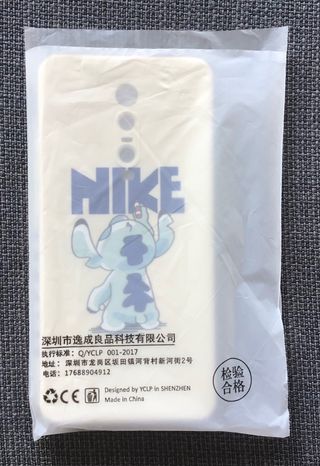 NIKE
深圳市逸成良品科技有限公司
执行标准: Q/YCLP 001-2017
地址: 深圳市龙岗区坂田镇河背村新河街2号
电话: 17688904912
CE
Designed by YCLP in SHENZHEN
Made In China
检验
合格